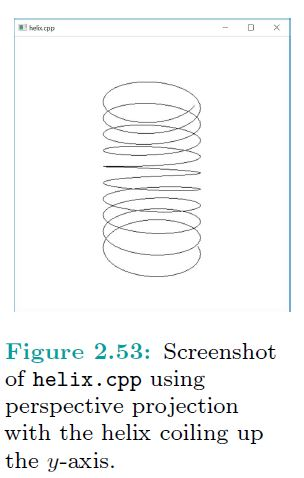 helix.cpp
Figure 2.53: Screenshot
of helix.cpp using
perspective projection
with the helix coiling up
the y-axis.